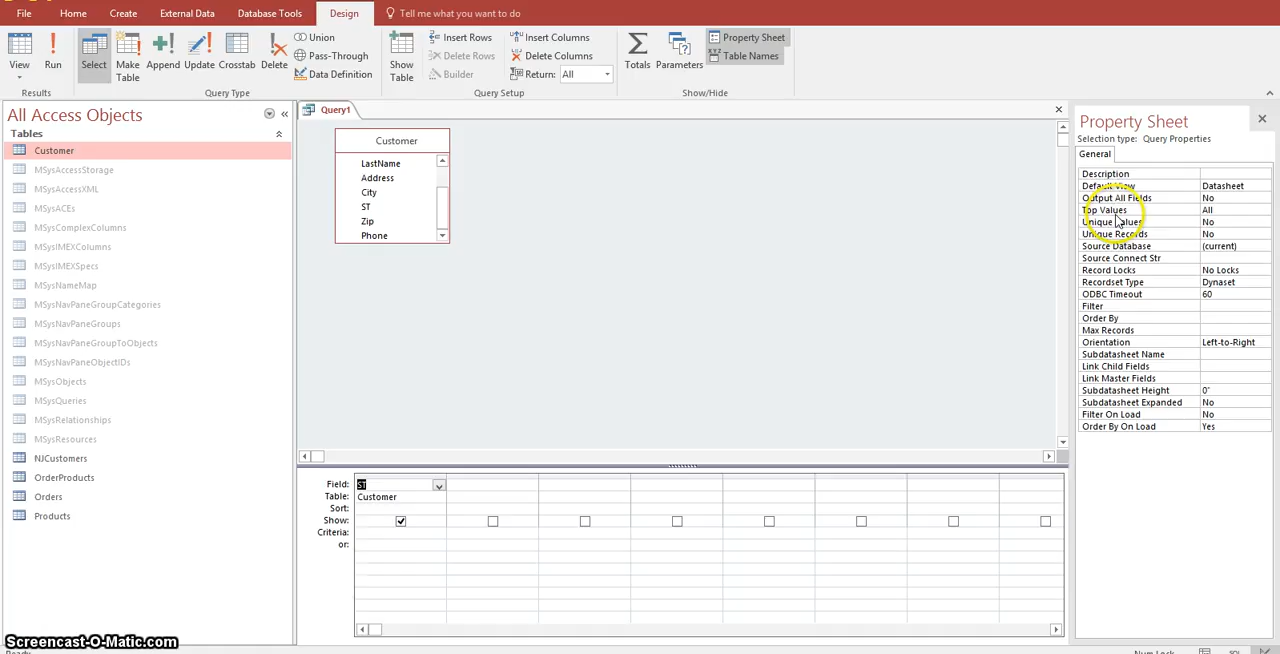 File Home Create External Data Database Tools Design Tell me what you want to do
View Run Select Make Table Append Update Crosstab Delete Union Pass-Through Data Definition Show Table Insert Rows Delete Rows Builder Insert Columns Delete Columns Return: All Totals Parameters Property Sheet Table Names
Results Query Type Query Setup Show/Hide
All Access Objects
Tables
Customer
MSysAccessStorage
MSysAccessXML
MSysACEs
MSysComplexColumns
MSysIMEXColumns
MSysIMEXSpecs
MSysNameMap
MSysNavPaneGroupCategories
MSysNavPaneGroups
MSysNavPaneGroupToObjects
MSysNavPaneObjectIDs
MSysObjects
MSysQueries
MSysRelationships
MSysResources
NJCustomers
OrderProducts
Orders
Products
Query1
Customer
LastName
Address
City
ST
Zip
Phone
Field: ST
Table: Customer
Sort:
Show:
Criteria:
or:
Property Sheet
Selection type: Query Properties
General
Description
Default View Datasheet
Output All Fields No
Top Values All
Unique Values No
Unique Records No
Source Database (current)
Source Connect Str
Record Locks No Locks
Recordset Type Dynaset
ODBC Timeout 60
Filter
Order By
Max Records
Orientation Left-to-Right
Subdatasheet Name
Link Child Fields
Link Master Fields
Subdatasheet Height 0"
Subdatasheet Expanded No
Filter On Load No
Order By On Load Yes
Screencast-O-Matic.com
Ready Num Lock SQL